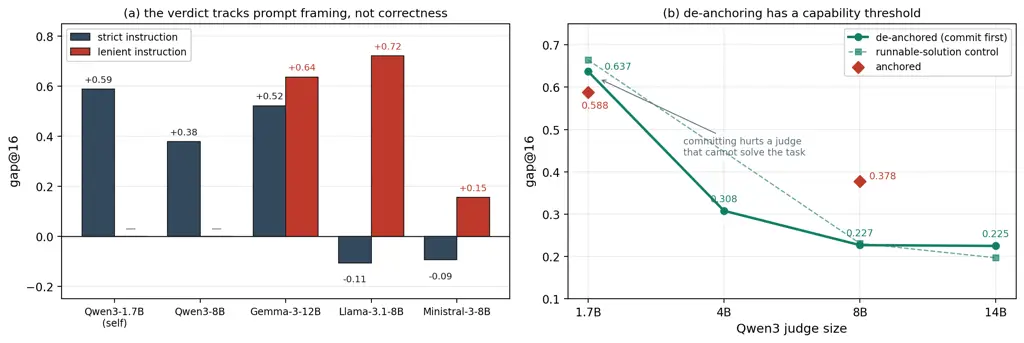 (a) the verdict tracks prompt framing, not correctness
strict instruction
lenient instruction
+0.59
+0.38
+0.52
+0.64
-0.11
+0.72
-0.09
+0.15
–
–
gap@16
0.8
0.6
0.4
0.2
0.0
−0.2
Qwen3-1.7B
(self)
Qwen3-8B
Gemma-3-12B
Llama-3.1-8B
Ministral-3-8B
(b) de-anchoring has a capability threshold
de-anchored (commit first)
runnable-solution control
anchored
0.637
0.588
committing hurts a judge
that cannot solve the task
0.308
0.378
0.227
0.225
gap@16
0.7
0.6
0.5
0.4
0.3
0.2
0.1
1.7B
4B
8B
14B
Qwen3 judge size